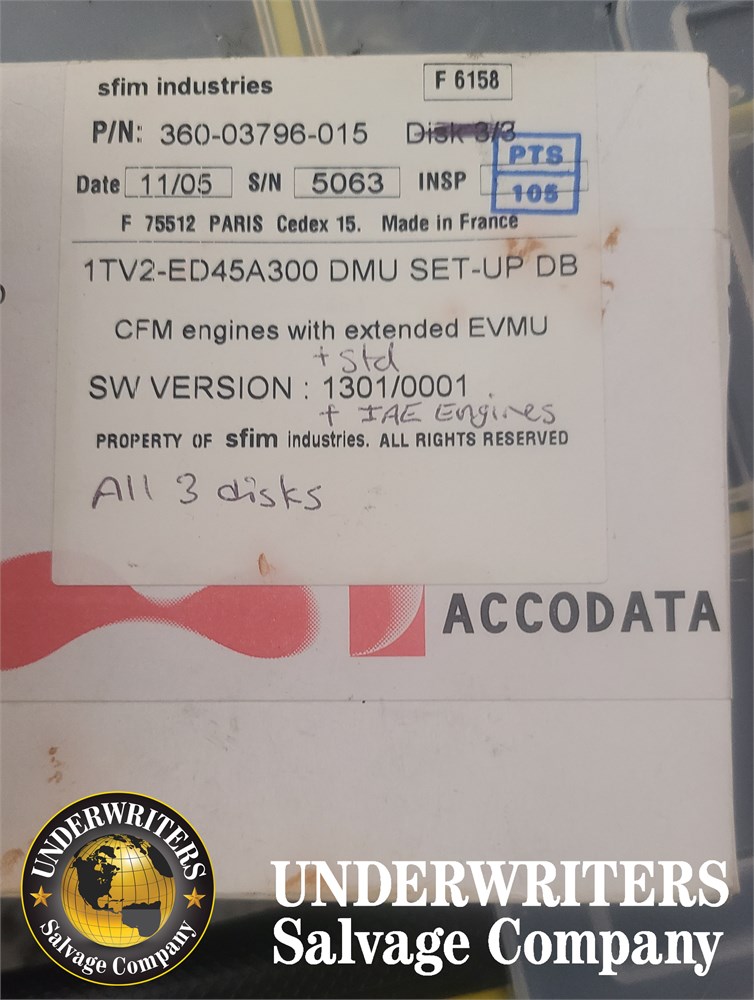 sfim industries
F 6158
P/N: 360-03796-015 Disk 3/3
PTS
105
Date 11/05 S/N 5063 INSP
F 75512 PARIS Cedex 15. Made in France
1TV2-ED45A300 DMU SET-UP DB
CFM engines with extended EVMU
+ Std
SW VERSION : 1301/0001
+ IAE Engines
PROPERTY OF sfim industries. ALL RIGHTS RESERVED
All 3 disks
ACCODATA
UNDERWRITERS
Salvage Company
UNDERWRITERS
Salvage Company